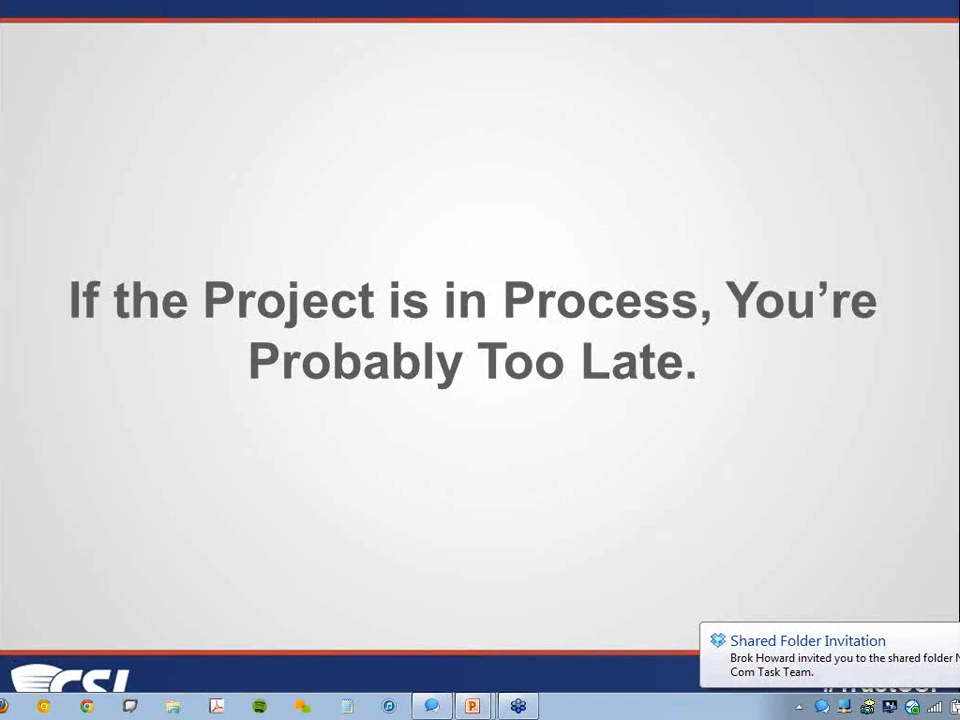 If the Project is in Process, You’re
Probably Too Late.
Shared Folder Invitation
Brok Howard invited you to the shared folder
Com Task Team.
CSI